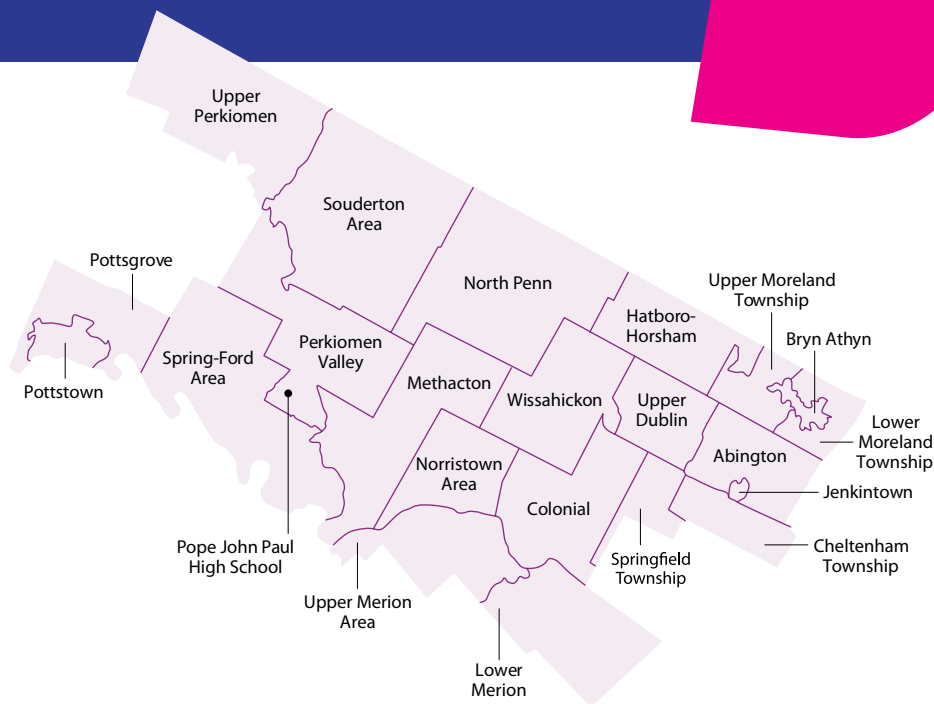 Upper
Perkiomen
Souderton
Area
Pottsgrove
North Penn
Upper Moreland
Township
Hatboro-
Horsham
Bryn Athyn
Perkiomen
Valley
Spring-Ford
Area
Pottstown
Methacton
Wissahickon
Upper
Dublin
Lower
Moreland
Township
Abington
Norristown
Area
Jenkintown
Colonial
Pope John Paul
High School
Springfield
Township
Cheltenham
Township
Upper Merion
Area
Lower
Merion